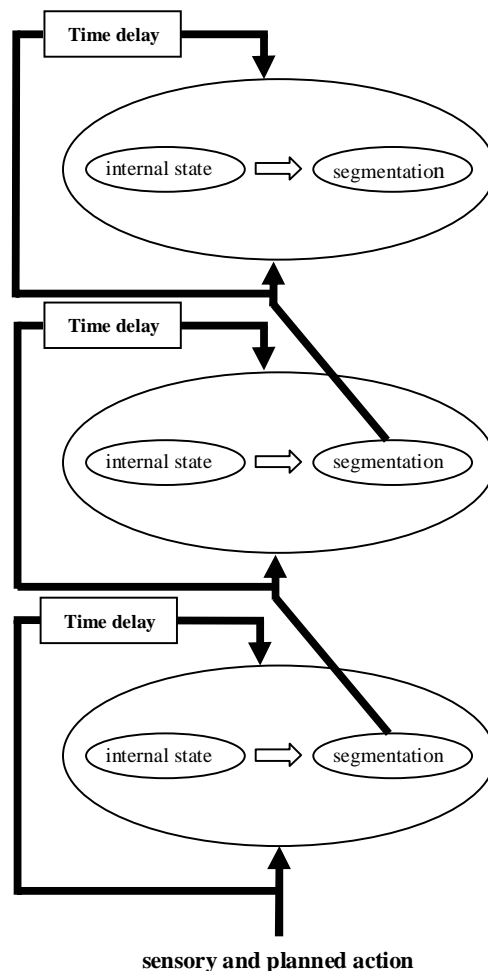 Time delay
internal state segmentation
Time delay
internal state segmentation
Time delay
internal state segmentation
sensory and planned action